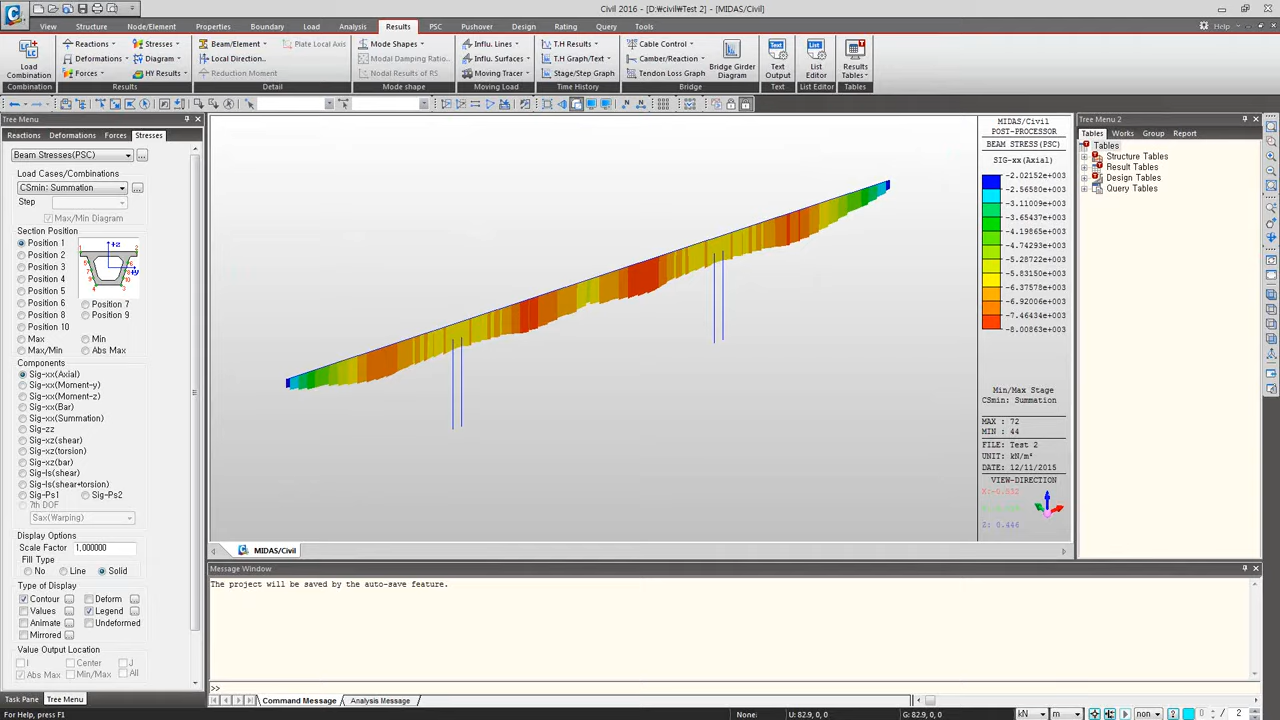 Civil 2016 - [D:\civil\Test 2] - [MIDAS/Civil]
View Structure Node/Element Properties Boundary Load Analysis Results PSC Pushover Design Rating Query Tools Help
Load Combination
Combination
Reactions Stresses
Deformations Diagram
Forces HY Results
Results
Beam/Element Plate Local Axis
Local Direction..
Reduction Moment
Detail
Mode Shapes
Modal Damping Ratio..
Nodal Results of RS
Mode shape
Influ. Lines
Influ. Surfaces
Moving Tracer
Moving Load
T.H Results
T.H Graph/Text
Stage/Step Graph
Time History
Cable Control
Camber/Reaction
Tendon Loss Graph
Bridge Girder Diagram
Bridge
Text Output
Text
List Editor
List Editor
Results Tables
Tables
Tree Menu
Reactions Deformations Forces Stresses
Beam Stresses(PSC)
Load Cases/Combinations
CSmin: Summation
Step
Max/Min Diagram
Section Position
Position 1
Position 2
Position 3
Position 4
Position 5
Position 6 Position 7
Position 8 Position 9
Position 10
Max Min
Max/Min Abs Max
Components
Sig-xx(Axial)
Sig-xx(Moment-y)
Sig-xx(Moment-z)
Sig-xx(Bar)
Sig-xx(Summation)
Sig-zz
Sig-xz(shear)
Sig-xz(torsion)
Sig-xz(bar)
Sig-Is(shear)
Sig-Is(shear+torsion)
Sig-Ps1 Sig-Ps2
7th DOF
Sax(Warping)
Display Options
Scale Factor 1,000000
Fill Type
No Line Solid
Type of Display
Contour Deform
Values Legend
Animate Undeformed
Mirrored
Value Output Location
I Center J
Abs Max Min/Max All
Task Pane Tree Menu
MIDAS/Civil
POST-PROCESSOR
BEAM STRESS(PSC)
SIG-xx(Axial)
-2.02152e+003
-2.56580e+003
-3.11009e+003
-3.65437e+003
-4.19865e+003
-4.74293e+003
-5.28722e+003
-5.83150e+003
-6.37578e+003
-6.92006e+003
-7.46434e+003
-8.00863e+003
Min/Max Stage
CSmin: Summation
MAX : 72
MIN : 44
FILE: Test 2
UNIT: kN/m²
DATE: 12/11/2015
VIEW-DIRECTION
Z: 0.446
MIDAS/Civil
Tree Menu 2
Tables Works Group Report
Tables
Structure Tables
Result Tables
Design Tables
Query Tables
Message Window
The project will be saved by the auto-save feature.
>>
Command Message Analysis Message
For Help, press F1 None: U: 82.9, 0, 0 G: 82.9, 0, 0 kN m non 2